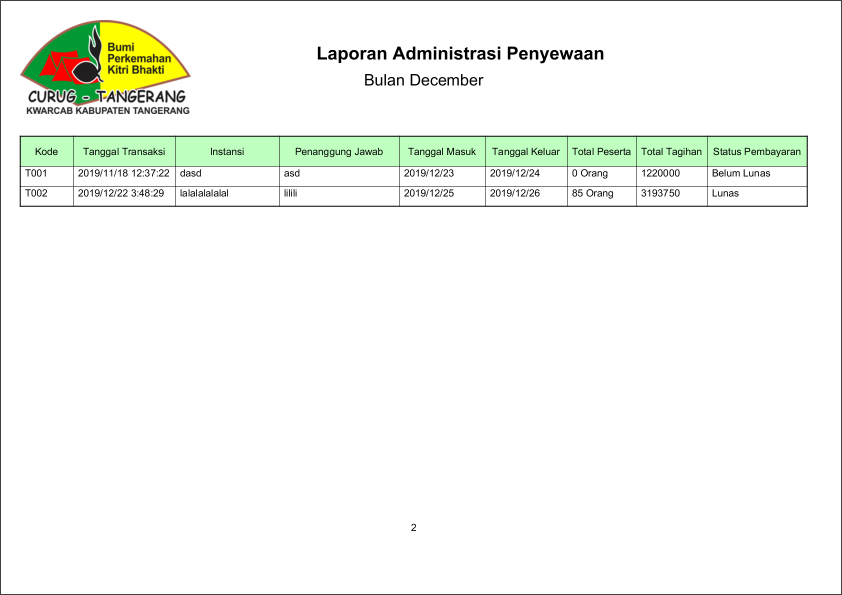 Bumi
Perkemahan
Kitri Bhakti
CURUG - TANGERANG
KWARCAB KABUPATEN TANGERANG
Laporan Administrasi Penyewaan
Bulan December
Kode Tanggal Transaksi Instansi Penanggung Jawab Tanggal Masuk Tanggal Keluar Total Peserta Total Tagihan Status Pembayaran
T001 2019/11/18 12:37:22 dasd asd 2019/12/23 2019/12/24 0 Orang 1220000 Belum Lunas
T002 2019/12/22 3:48:29 lalalalalalal lilili 2019/12/25 2019/12/26 85 Orang 3193750 Lunas
2